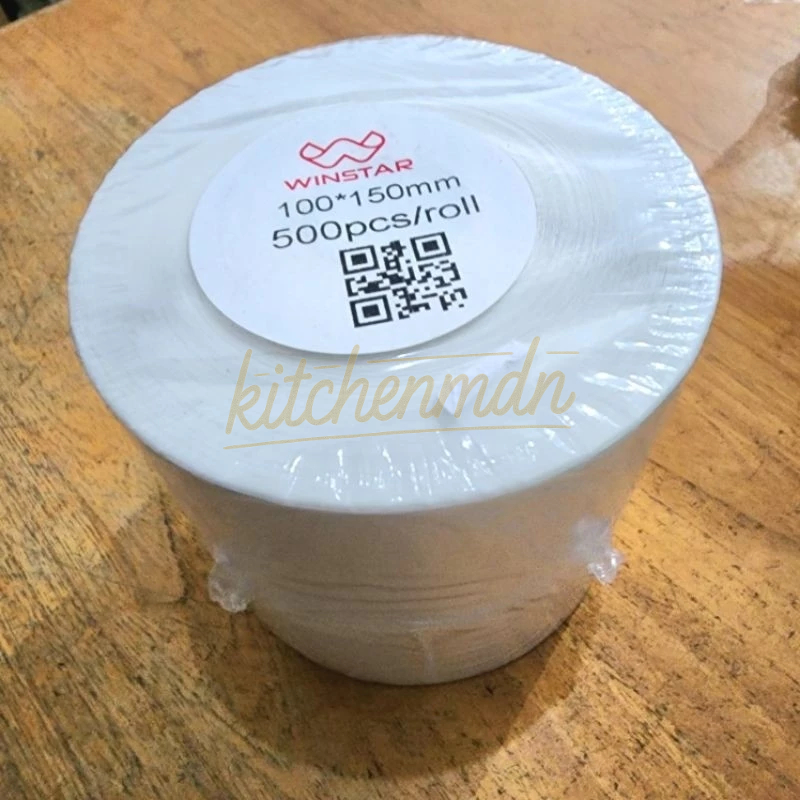 WINSTAR
100*150mm
500pcs/roll
kitchenmdn